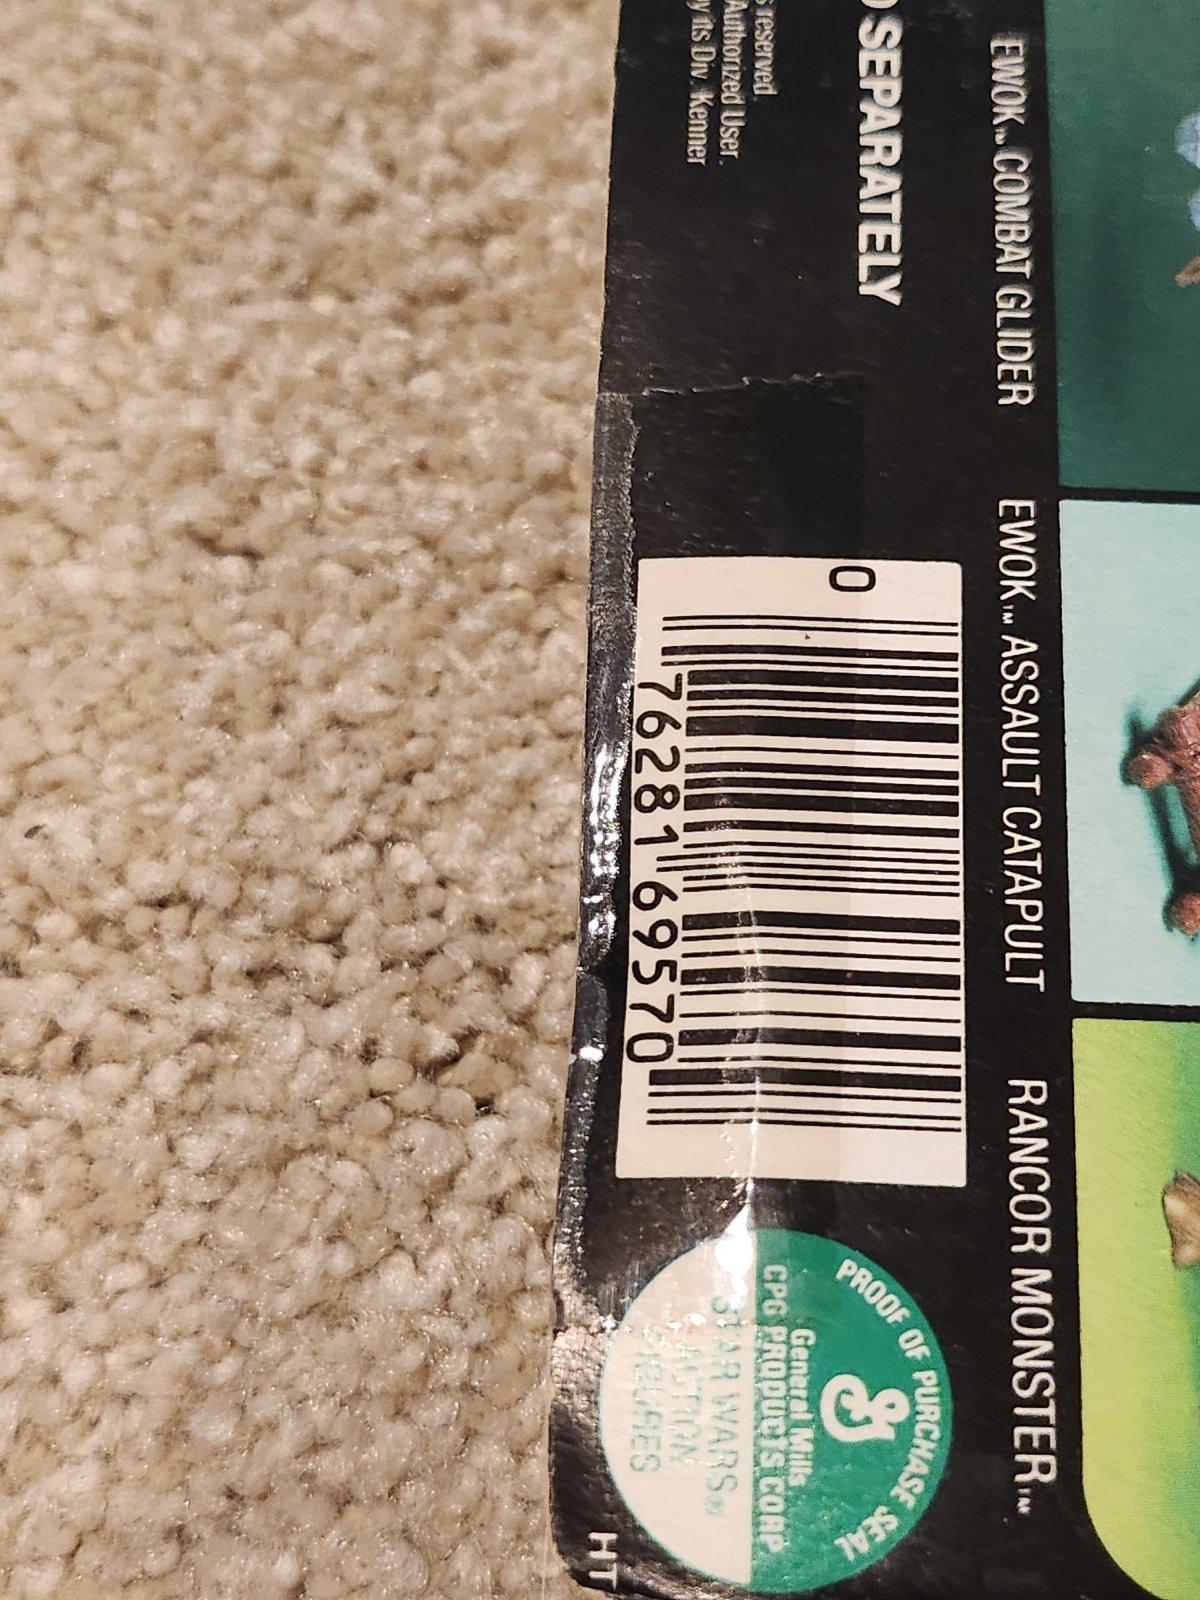 s reserved.
Authorized User.
y its Div. Kenner
SEPARATELY
EWOK™ COMBAT GLIDER
EWOK™ ASSAULT CATAPULT
RANCOR MONSTER™
0
76281 69570
PROOF OF PURCHASE SEAL
General Mills
CPG PRODUCTS CORP
STAR WARS®
ACTION
FIGURES
HT